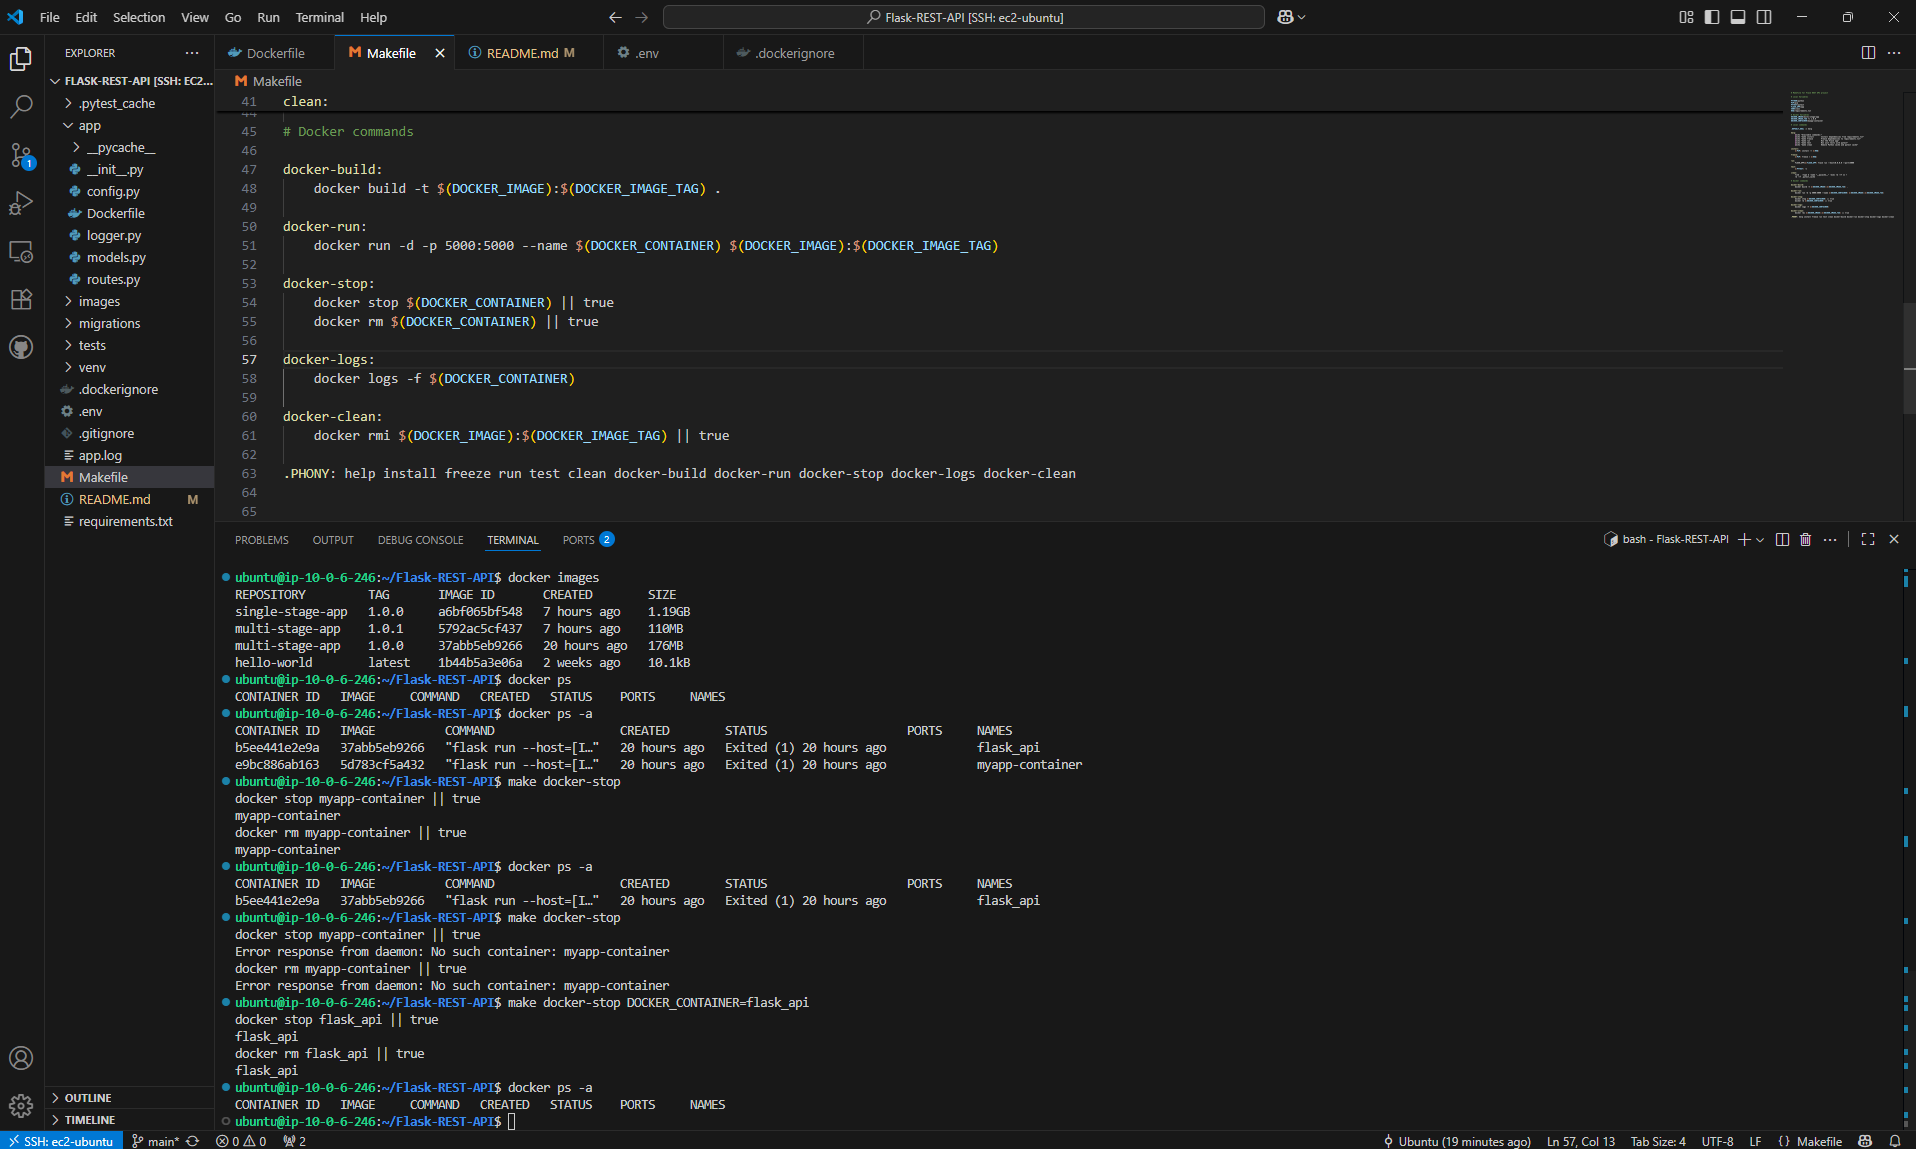 File Edit Selection View Go Run Terminal Help
Flask-REST-API [SSH: ec2-ubuntu]
EXPLORER
FLASK-REST-API [SSH: EC2...
.pytest_cache
app
__pycache__
__init__.py
config.py
Dockerfile
logger.py
models.py
routes.py
images
migrations
tests
venv
.dockerignore
.env
.gitignore
app.log
Makefile
README.md M
requirements.txt
OUTLINE
TIMELINE
1
Dockerfile Makefile README.md M .env .dockerignore
Makefile
41 clean:
44
45 # Docker commands
46
47 docker-build:
48 docker build -t $(DOCKER_IMAGE):$(DOCKER_IMAGE_TAG) .
49
50 docker-run:
51 docker run -d -p 5000:5000 --name $(DOCKER_CONTAINER) $(DOCKER_IMAGE):$(DOCKER_IMAGE_TAG)
52
53 docker-stop:
54 docker stop $(DOCKER_CONTAINER) || true
55 docker rm $(DOCKER_CONTAINER) || true
56
57 docker-logs:
58 docker logs -f $(DOCKER_CONTAINER)
59
60 docker-clean:
61 docker rmi $(DOCKER_IMAGE):$(DOCKER_IMAGE_TAG) || true
62
63 .PHONY: help install freeze run test clean docker-build docker-run docker-stop docker-logs docker-clean
64
65
PROBLEMS OUTPUT DEBUG CONSOLE TERMINAL PORTS 2
bash - Flask-REST-API
ubuntu@ip-10-0-6-246:~/Flask-REST-API$ docker images
REPOSITORY TAG IMAGE ID CREATED SIZE
single-stage-app 1.0.0 a6bf065bf548 7 hours ago 1.19GB
multi-stage-app 1.0.1 5792ac5cf437 7 hours ago 110MB
multi-stage-app 1.0.0 37abb5eb9266 20 hours ago 176MB
hello-world latest 1b44b5a3e06a 2 weeks ago 10.1kB
ubuntu@ip-10-0-6-246:~/Flask-REST-API$ docker ps
CONTAINER ID IMAGE COMMAND CREATED STATUS PORTS NAMES
ubuntu@ip-10-0-6-246:~/Flask-REST-API$ docker ps -a
CONTAINER ID IMAGE COMMAND CREATED STATUS PORTS NAMES
b5ee441e2e9a 37abb5eb9266 "flask run --host=[I…" 20 hours ago Exited (1) 20 hours ago flask_api
e9bc886ab163 5d783cf5a432 "flask run --host=[I…" 20 hours ago Exited (1) 20 hours ago myapp-container
ubuntu@ip-10-0-6-246:~/Flask-REST-API$ make docker-stop
docker stop myapp-container || true
myapp-container
docker rm myapp-container || true
myapp-container
ubuntu@ip-10-0-6-246:~/Flask-REST-API$ docker ps -a
CONTAINER ID IMAGE COMMAND CREATED STATUS PORTS NAMES
b5ee441e2e9a 37abb5eb9266 "flask run --host=[I…" 20 hours ago Exited (1) 20 hours ago flask_api
ubuntu@ip-10-0-6-246:~/Flask-REST-API$ make docker-stop
docker stop myapp-container || true
Error response from daemon: No such container: myapp-container
docker rm myapp-container || true
Error response from daemon: No such container: myapp-container
ubuntu@ip-10-0-6-246:~/Flask-REST-API$ make docker-stop DOCKER_CONTAINER=flask_api
docker stop flask_api || true
flask_api
docker rm flask_api || true
flask_api
ubuntu@ip-10-0-6-246:~/Flask-REST-API$ docker ps -a
CONTAINER ID IMAGE COMMAND CREATED STATUS PORTS NAMES
ubuntu@ip-10-0-6-246:~/Flask-REST-API$
SSH: ec2-ubuntu main* 0 0 2 Ubuntu (19 minutes ago) Ln 57, Col 13 Tab Size: 4 UTF-8 LF {} Makefile